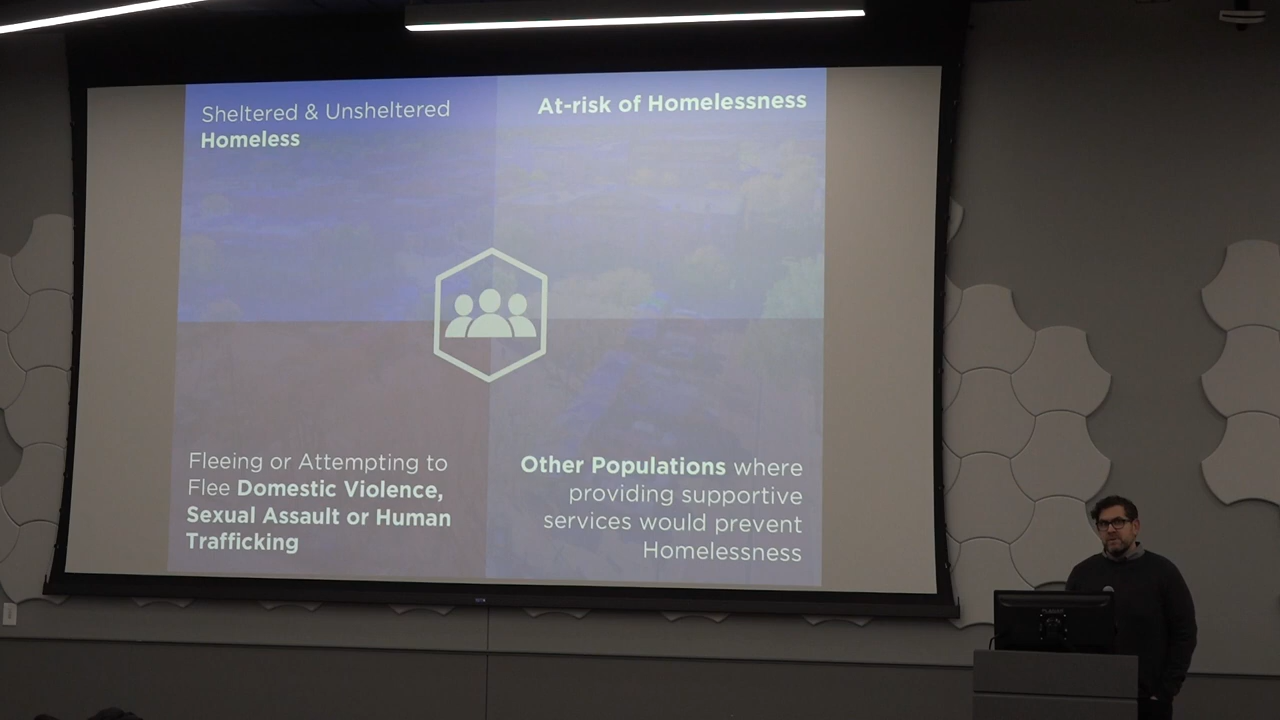 Sheltered & Unsheltered
Homeless
At-risk of Homelessness
Fleeing or Attempting to
Flee Domestic Violence,
Sexual Assault or Human
Trafficking
Other Populations where
providing supportive
services would prevent
Homelessness